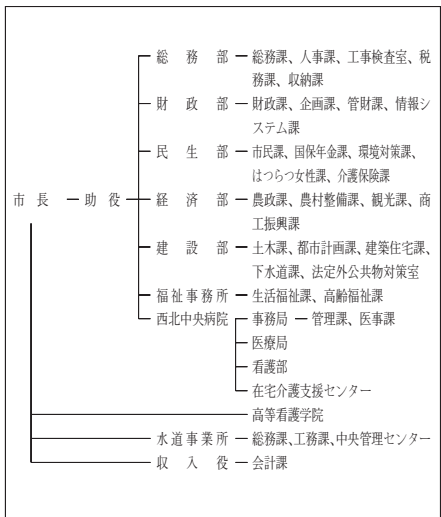 総務部 総務課、人事課、工事検査室、税
務課、収納課
財政部 財政課、企画課、管財課、情報シ
ステム課
民生部 市民課、国保年金課、環境対策課、
はつらつ女性課、介護保険課
市長 助役 経済部 農政課、農村整備課、観光課、商
工振興課
建設部 土木課、都市計画課、建築住宅課、
下水道課、法定外公共物対策室
福祉事務所 生活福祉課、高齢福祉課
西北中央病院 事務局 管理課、医事課
医療局
看護部
在宅介護支援センター
高等看護学院
水道事業所 総務課、工務課、中央管理センター
収入役 会計課